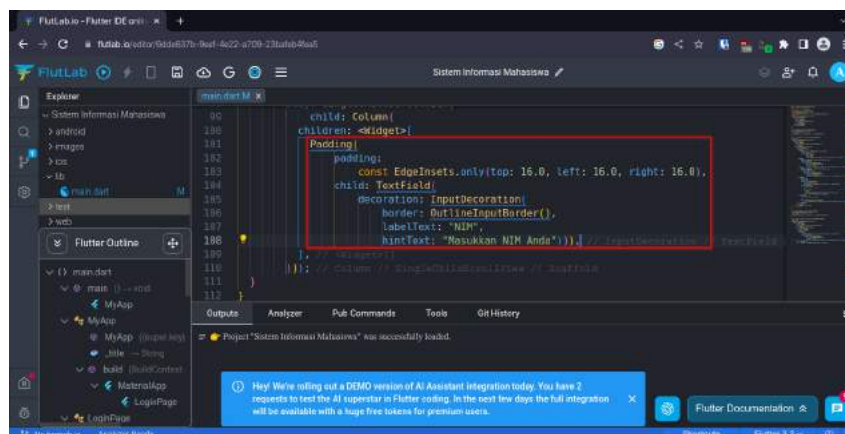 FlutLab.io - Flutter IDE onli
flutlab.io/editor/
FlutLab
Sistem Informasi Mahasiswa
Explorer
main.dart M
Sistem Informasi Mahasiswa
android
images
ios
lib
main.dart M
test
web
Flutter Outline
main.dart
main () → void
MyApp
MyApp
MyApp
_title → String
build
MaterialApp
LoginPage
LoginPage
child: Column(
children: <Widget>[
Padding(
padding:
const EdgeInsets.only(top: 16.0, left: 16.0, right: 16.0),
child: TextField(
decoration: InputDecoration(
border: OutlineInputBorder(),
labelText: "NIM",
hintText: "Masukkan NIM Anda"))), // InputDecoration // TextField
], // <Widget>[]
)); // Column // SingleChildScrollView // Scaffold
}
}
Outputs Analyzer Pub Commands Tools Git History
Project "Sistem Informasi Mahasiswa" was successfully loaded.
Hey! We're rolling out a DEMO version of AI Assistant integration today. You have 2
requests to test the AI superstar in Flutter coding. In the next few days the full integration
will be available with a huge free tokens for premium users.
Flutter Documentation